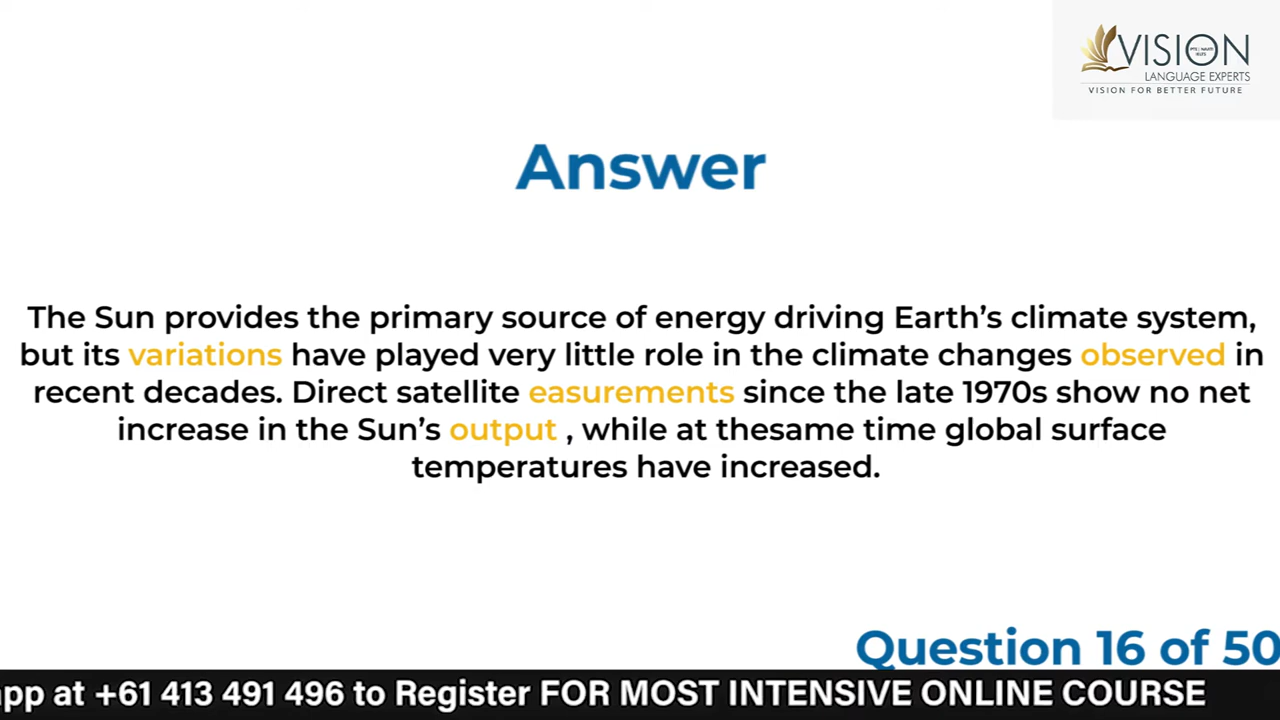 VISION
LANGUAGE EXPERTS
VISION FOR BETTER FUTURE
Answer
The Sun provides the primary source of energy driving Earth’s climate system,
but its variations have played very little role in the climate changes observed in
recent decades. Direct satellite easurements since the late 1970s show no net
increase in the Sun’s output , while at thesame time global surface
temperatures have increased.
Question 16 of 50
app at +61 413 491 496 to Register FOR MOST INTENSIVE ONLINE COURSE